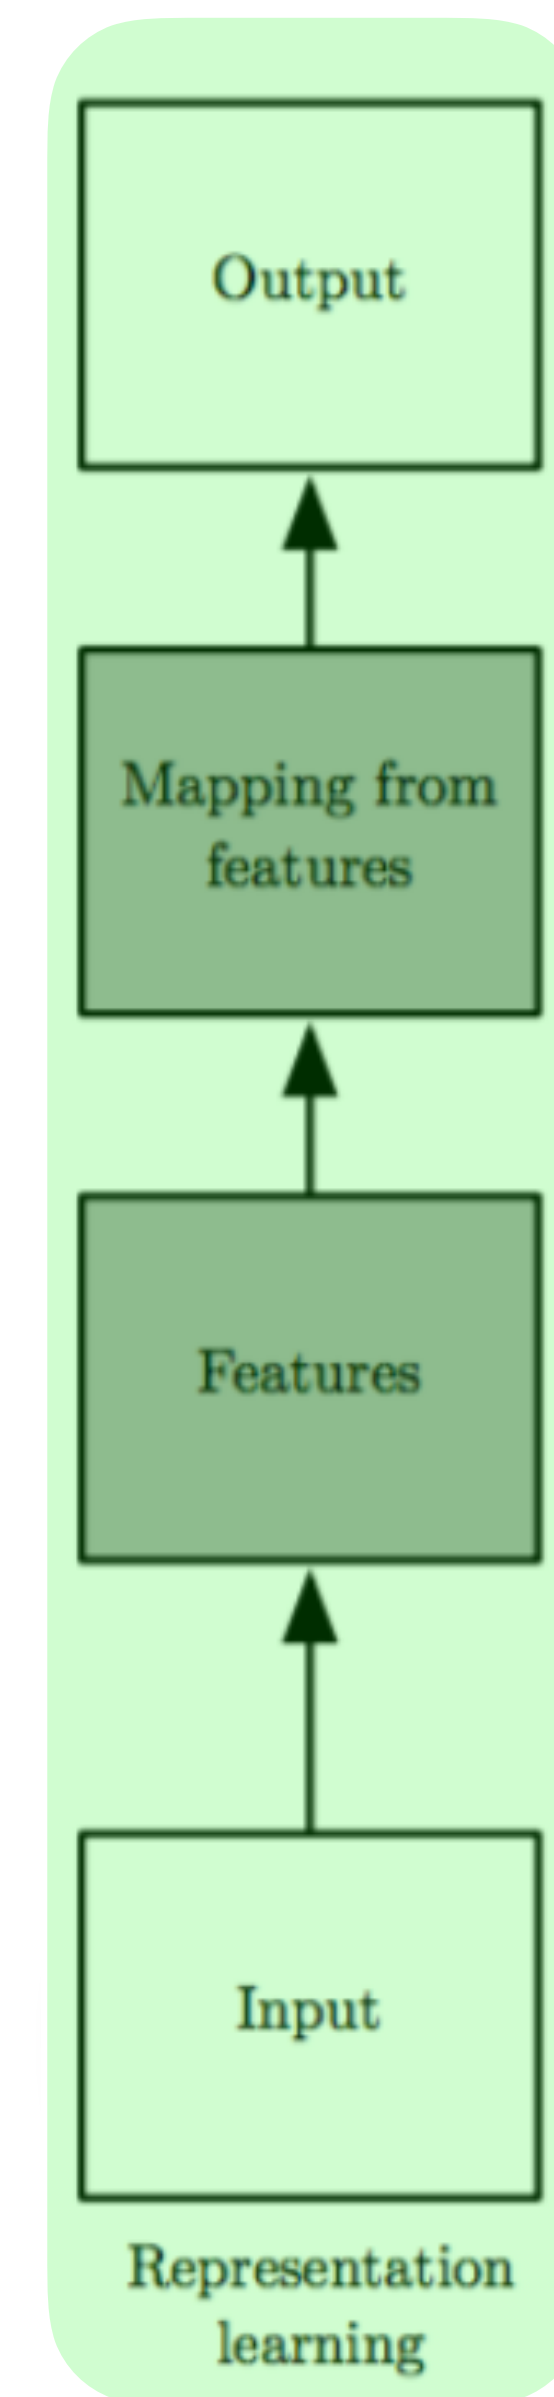 Output
Mapping from
features
Features
Input
Representation
learning